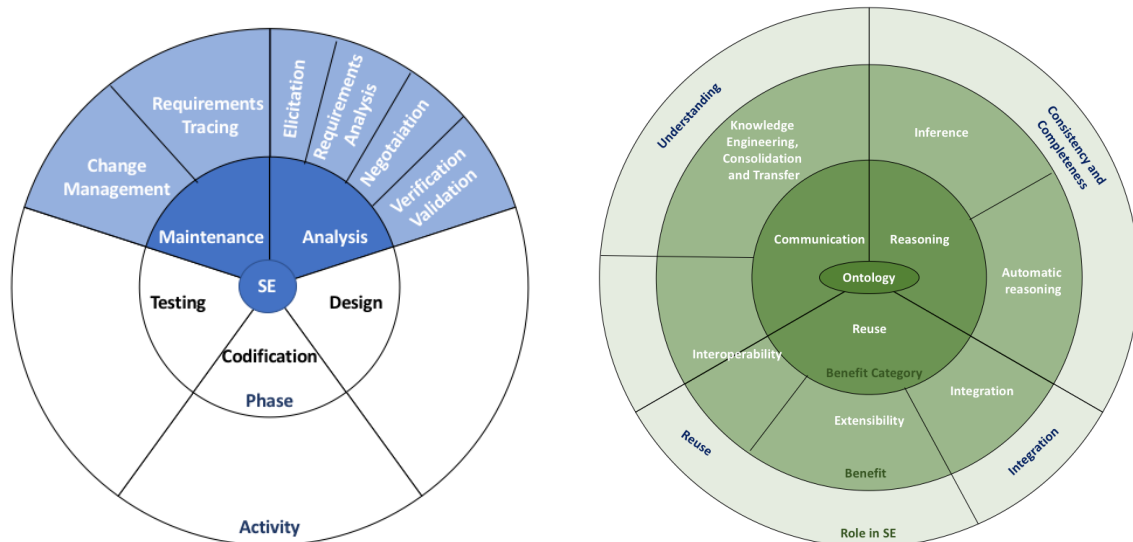 Requirements
Tracing
Change
Management
Elicitation
Requirements
Analysis
Negotaiation
Verification
Validation
Maintenance
Analysis
SE
Testing
Design
Codification
Phase
Activity
Understanding
Knowledge
Engineering,
Consolidation
and Transfer
Inference
Consistency and
Completeness
Communication
Reasoning
Ontology
Automatic
reasoning
Reuse
Interoperability
Benefit Category
Integration
Extensibility
Reuse
Integration
Benefit
Role in SE